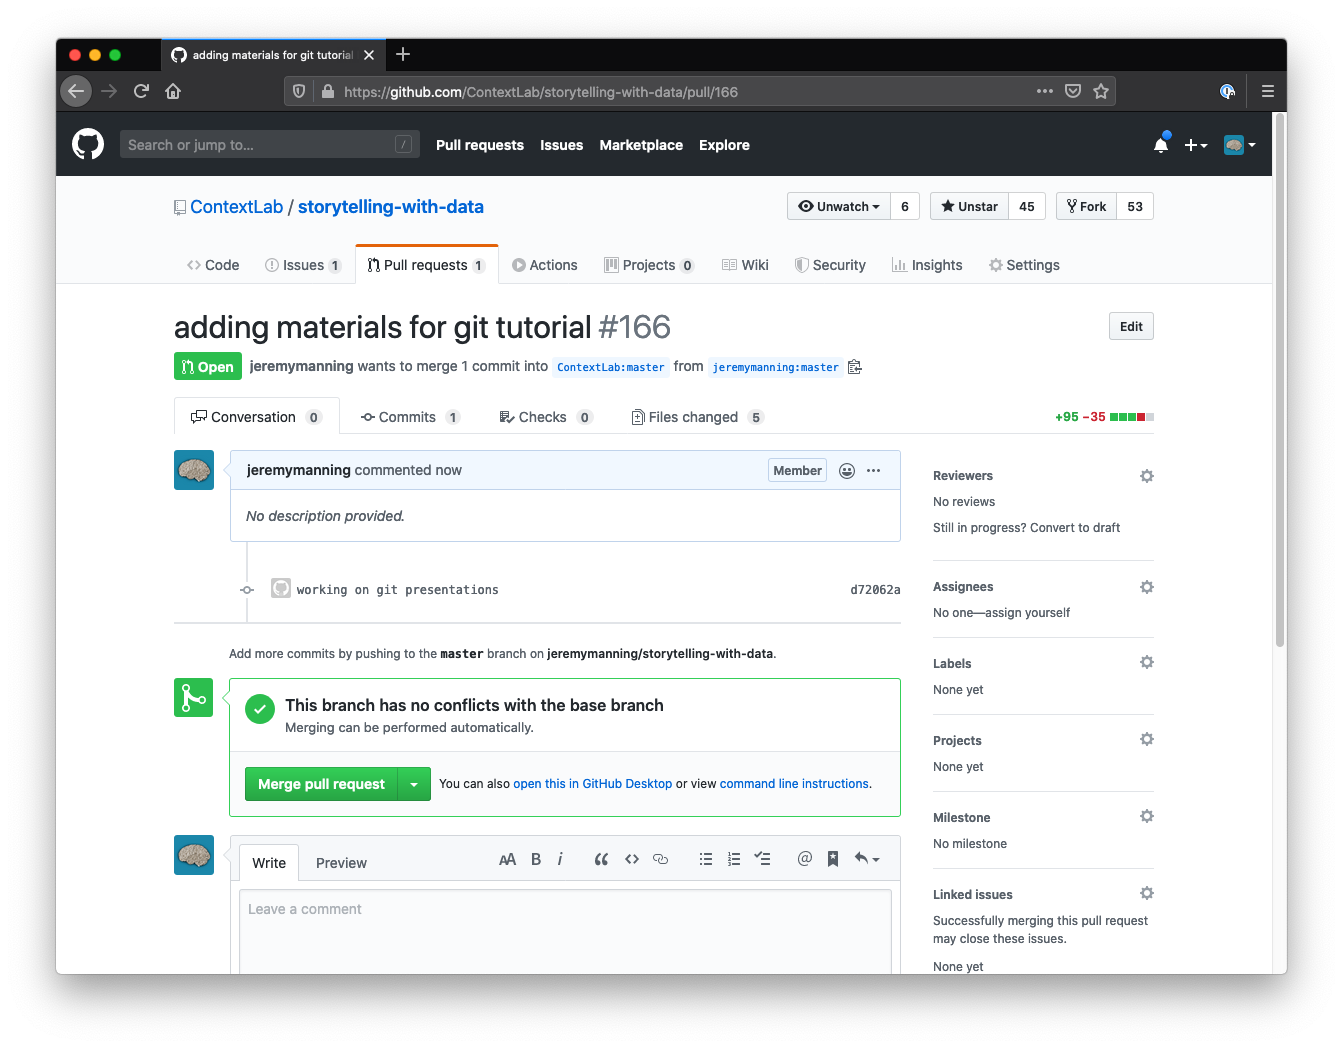 adding materials for git tutorial
https://github.com/ContextLab/storytelling-with-data/pull/166
Search or jump to... / Pull requests Issues Marketplace Explore
ContextLab / storytelling-with-data Unwatch 6 Unstar 45 Fork 53
Code Issues 1 Pull requests 1 Actions Projects 0 Wiki Security Insights Settings
adding materials for git tutorial #166 Edit
Open jeremymanning wants to merge 1 commit into ContextLab:master from jeremymanning:master
Conversation 0 Commits 1 Checks 0 Files changed 5 +95 −35
jeremymanning commented now Member
No description provided.
working on git presentations d72062a
Add more commits by pushing to the master branch on jeremymanning/storytelling-with-data.
This branch has no conflicts with the base branch
Merging can be performed automatically.
Merge pull request You can also open this in GitHub Desktop or view command line instructions.
Write Preview AA B i
Leave a comment
Reviewers
No reviews
Still in progress? Convert to draft
Assignees
No one—assign yourself
Labels
None yet
Projects
None yet
Milestone
No milestone
Linked issues
Successfully merging this pull request
may close these issues.
None yet